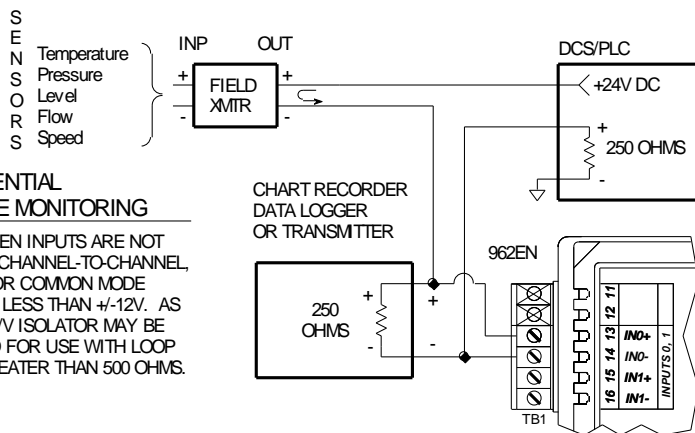 S
E
N
S
O
R
S
Temperature
Pressure
Level
Flow
Speed
INP
OUT
+
-
FIELD
XMTR
+
-
DCS/PLC
+24V DC
+
250 OHMS
-
ENTIAL
E MONITORING
EN INPUTS ARE NOT
CHANNEL-TO-CHANNEL,
OR COMMON MODE
LESS THAN +/-12V. AS
/V ISOLATOR MAY BE
D FOR USE WITH LOOP
EATER THAN 500 OHMS.
CHART RECORDER
DATA LOGGER
OR TRANSMITTER
+
250
OHMS
-
+
-
962EN
TB1
11
12
13 IN0+
14 IN0-
15 IN1+
16 IN1-
INPUTS 0, 1